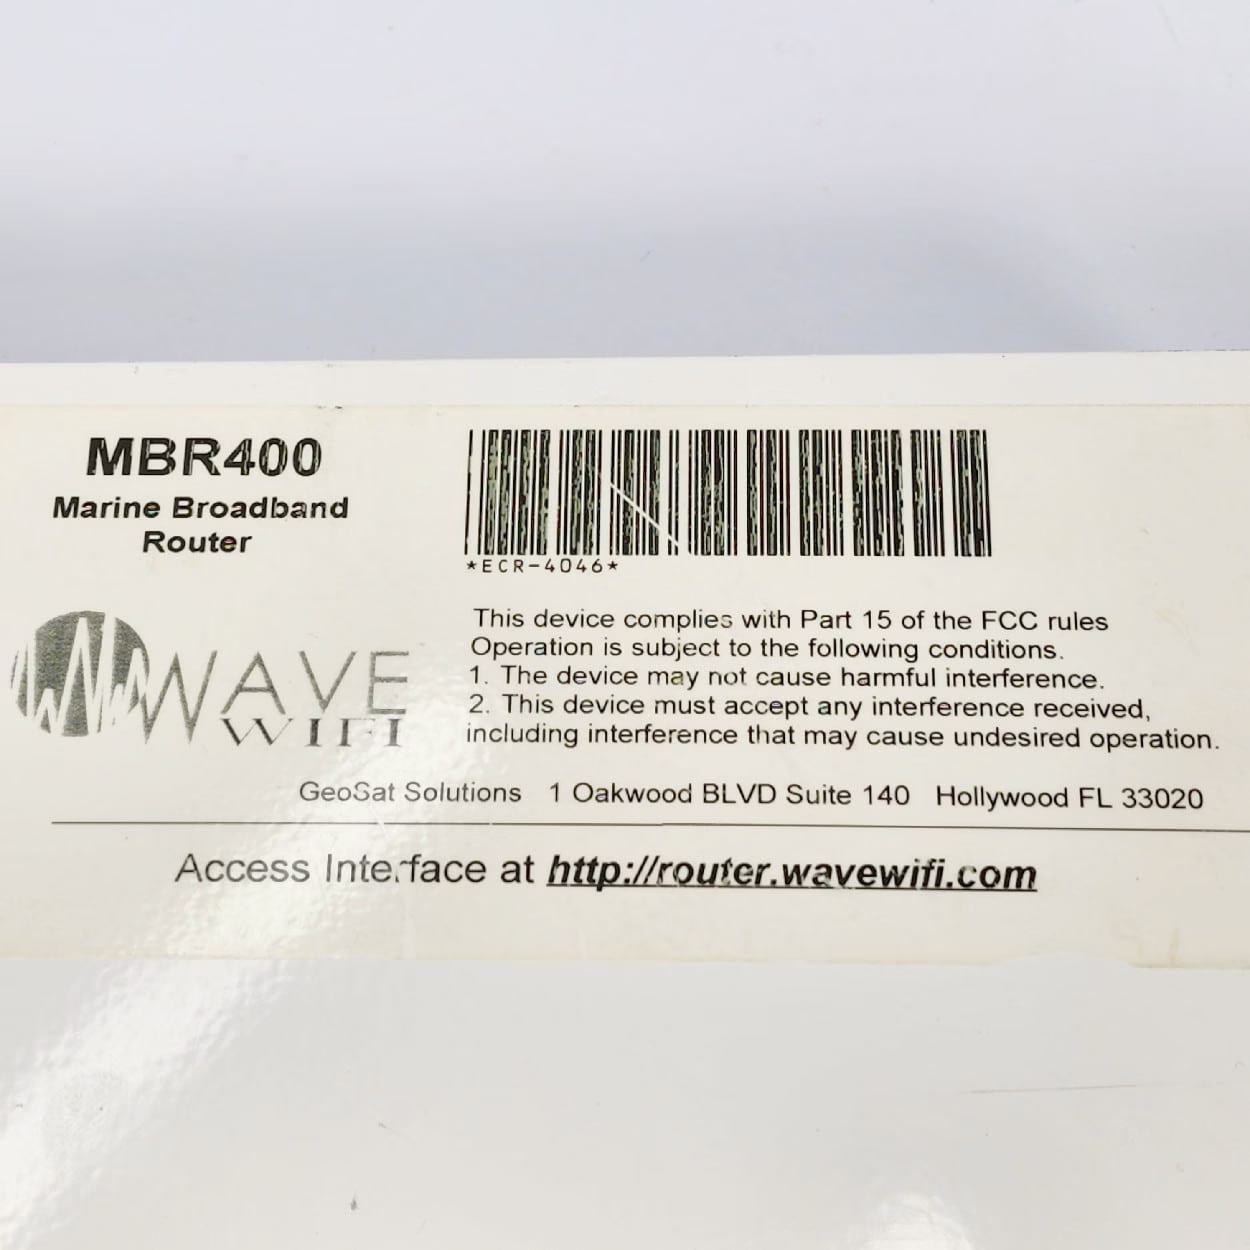 MBR400
Marine Broadband
Router
*ECR-4046*
WAVE
WIFI
This device complies with Part 15 of the FCC rules
Operation is subject to the following conditions.
1. The device may not cause harmful interference.
2. This device must accept any interference received,
including interference that may cause undesired operation.
GeoSat Solutions 1 Oakwood BLVD Suite 140 Hollywood FL 33020
Access Interface at http://router.wavewifi.com